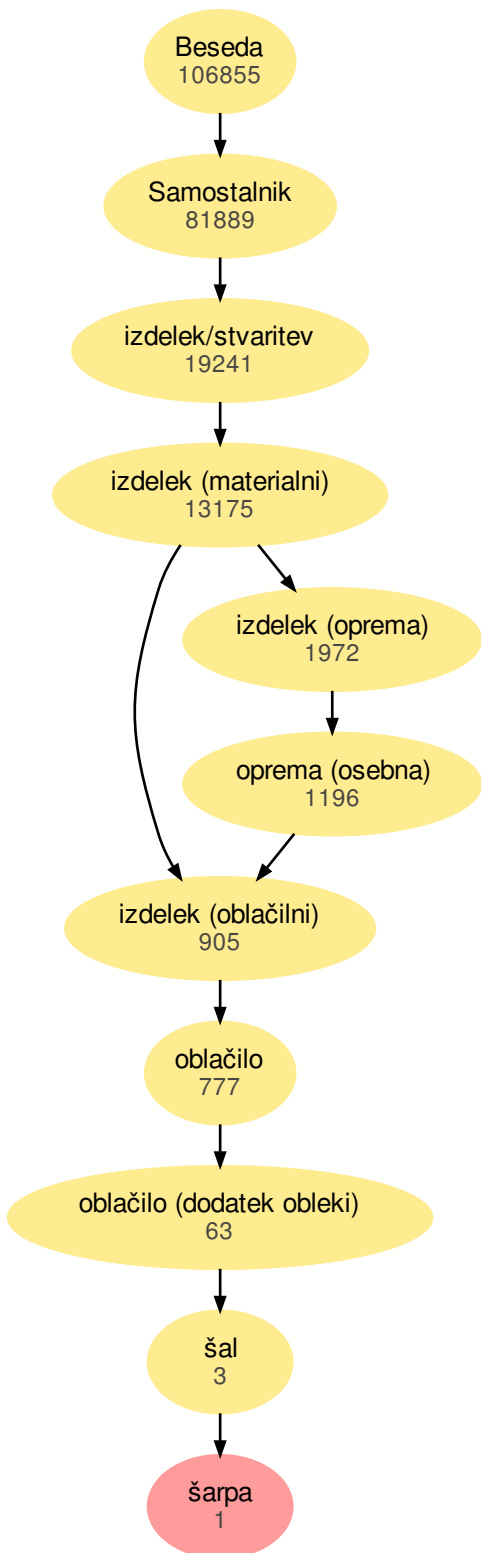 Beseda
106855
Samostalnik
81889
izdelek/stvaritev
19241
izdelek (materialni)
13175
izdelek (oprema)
1972
oprema (osebna)
1196
izdelek (oblačilni)
905
oblačilo
777
oblačilo (dodatek obleki)
63
šal
3
šarpa
1